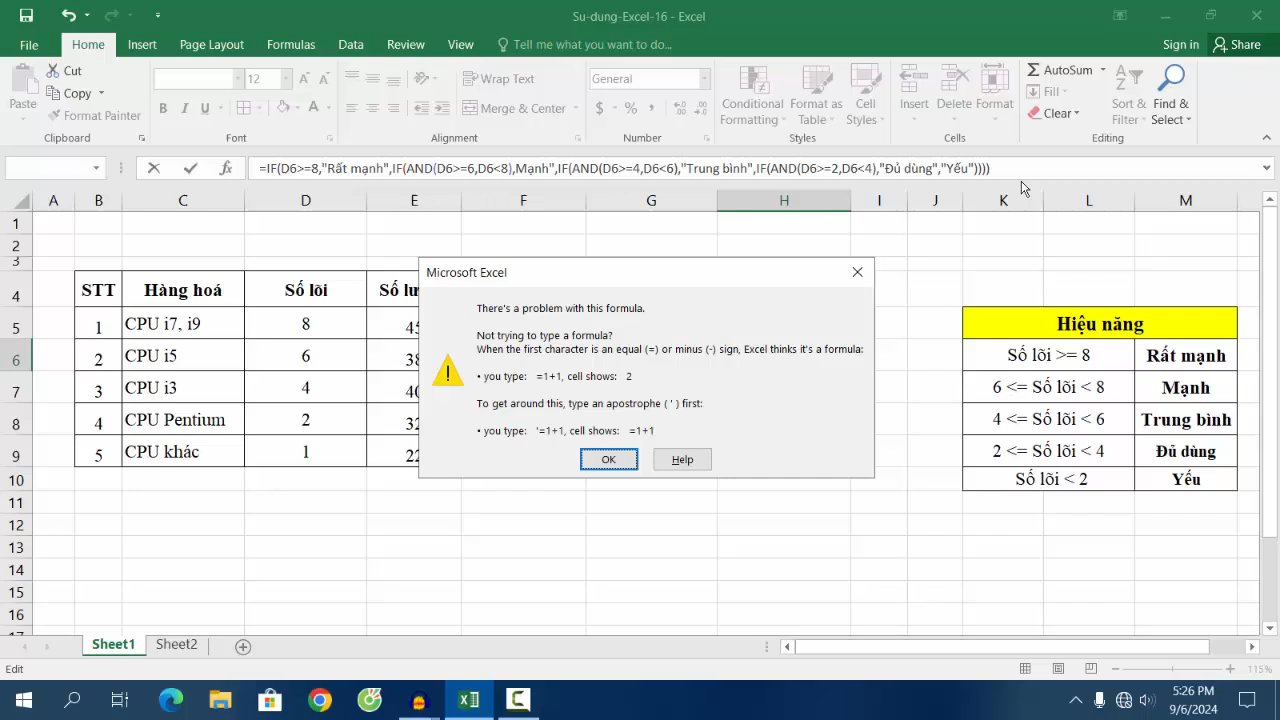 Su-dung-Excel-16 - Excel
File Home Insert Page Layout Formulas Data Review View Tell me what you want to do... Sign in Share
Paste
Cut
Copy
Format Painter
Clipboard
12
Font
Wrap Text
Merge & Center
Alignment
General
Number
Conditional Formatting
Format as Table
Cell Styles
Styles
Insert
Delete
Format
Cells
AutoSum
Fill
Clear
Sort & Filter
Find & Select
Editing
=IF(D6>=8,"Rất mạnh",IF(AND(D6>=6,D6<8),Mạnh",IF(AND(D6>=4,D6<6),"Trung bình",IF(AND(D6>=2,D6<4),"Đủ dùng","Yếu"))))
A B C D E F G H I J K L M
1
2
3
4
5
6
7
8
9
10
11
12
13
14
15
16
17
STT Hàng hoá Số lõi Số lư
1 CPU i7, i9 8 45
2 CPU i5 6 38
3 CPU i3 4 40
4 CPU Pentium 2 32
5 CPU khác 1 22
Microsoft Excel
There's a problem with this formula.
Not trying to type a formula?
When the first character is an equal (=) or minus (-) sign, Excel thinks it's a formula:
• you type: =1+1, cell shows: 2
To get around this, type an apostrophe ( ' ) first:
• you type: '=1+1, cell shows: =1+1
OK
Help
Hiệu năng
Số lõi >= 8 Rất mạnh
6 <= Số lõi < 8 Mạnh
4 <= Số lõi < 6 Trung bình
2 <= Số lõi < 4 Đủ dùng
Số lõi < 2 Yếu
Sheet1 Sheet2
Edit
115%
5:26 PM
9/6/2024